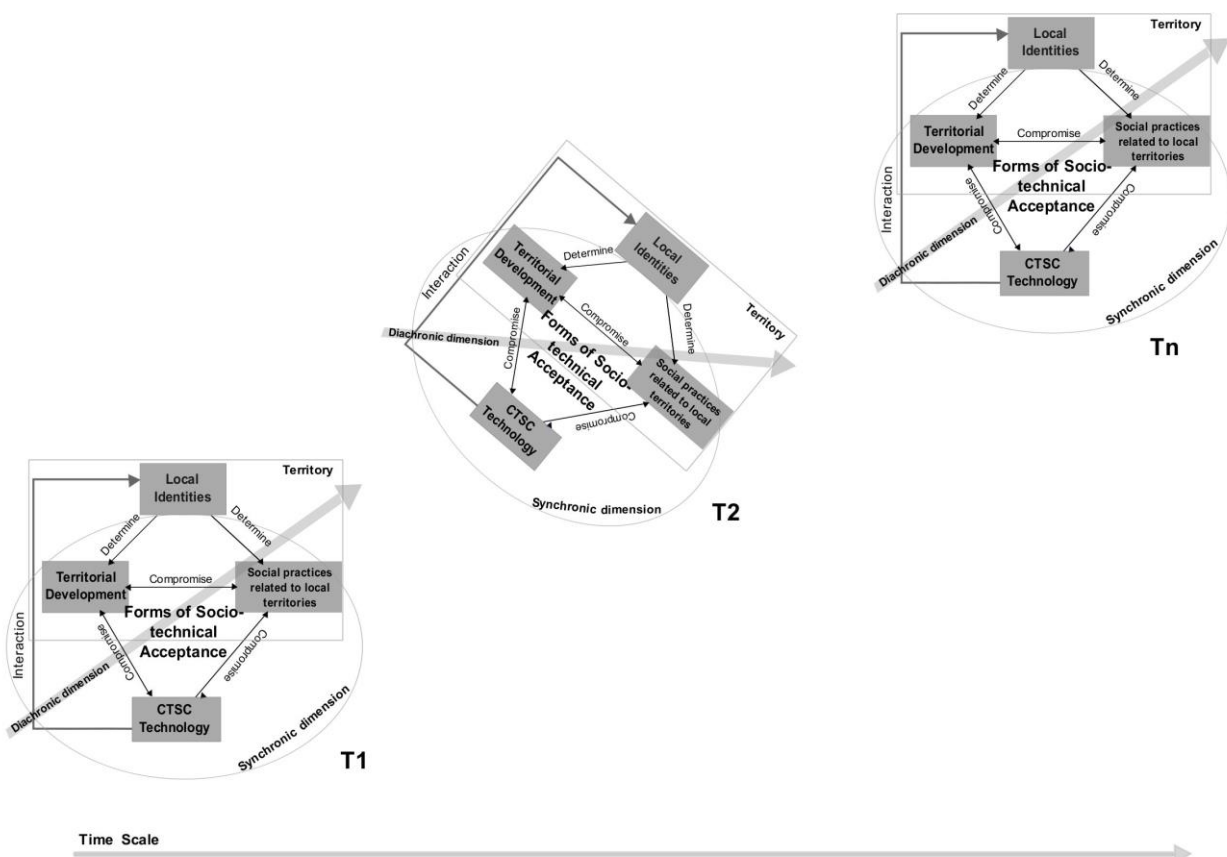 Territory
Local
Identities
Determine
Determine
Territorial
Development
Compromise
Social practices
related to local
territories
Forms of Socio-
technical
Acceptance
Interaction
Compromise
Compromise
Diachronic dimension
CTSC
Technology
Synchronic dimension
Tn
Local
Identities
Territorial
Development
Determine
Interaction
Territory
Determine
Compromise
Diachronic dimension
Compromise
Forms of Socio-
technical
Acceptance
Social practices
related to local
territories
CTSC
Technology
Compromise
Synchronic dimension
T2
Territory
Local
Identities
Determine
Determine
Territorial
Development
Compromise
Social practices
related to local
territories
Forms of Socio-
technical
Acceptance
Interaction
Compromise
Compromise
Diachronic dimension
CTSC
Technology
Synchronic dimension
T1
Time Scale